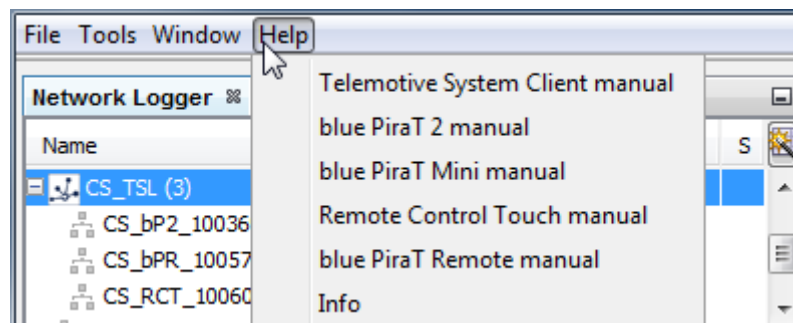 File Tools Window Help
Network Logger
Name S
CS_TSL (3)
CS_bP2_10036
CS_bPR_10057
CS_RCT_10060
Telemotive System Client manual
blue PiraT 2 manual
blue PiraT Mini manual
Remote Control Touch manual
blue PiraT Remote manual
Info